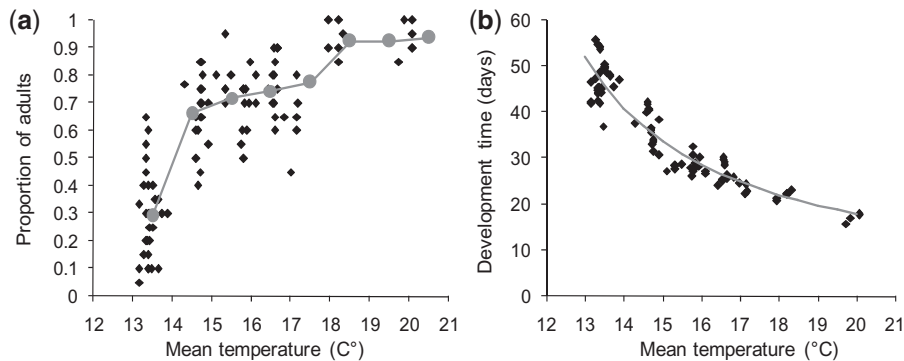 (a)
Proportion of adults
1
0.9
0.8
0.7
0.6
0.5
0.4
0.3
0.2
0.1
0
12 13 14 15 16 17 18 19 20 21
Mean temperature (C°)
(b)
Development time (days)
60
50
40
30
20
10
0
12 13 14 15 16 17 18 19 20 21
Mean temperature (°C)